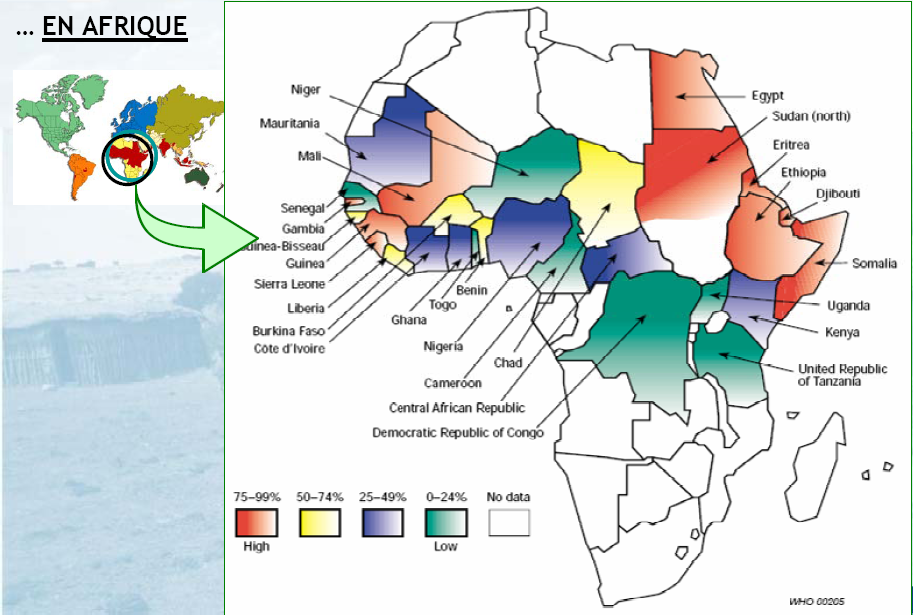 ... EN AFRIQUE
Niger
Mauritania
Mali
Senegal
Gambia
uinea-Bissau
Guinea
Sierra Leone
Liberia
Burkina Faso
Côte d'Ivoire
Ghana
Togo
Benin
Nigeria
Cameroon
Chad
Central African Republic
Democratic Republic of Congo
Egypt
Sudan (north)
Eritrea
Ethiopia
Djibouti
Somalia
Uganda
Kenya
United Republic
of Tanzania
75–99% 50–74% 25–49% 0–24% No data
High Low
WHO 00205